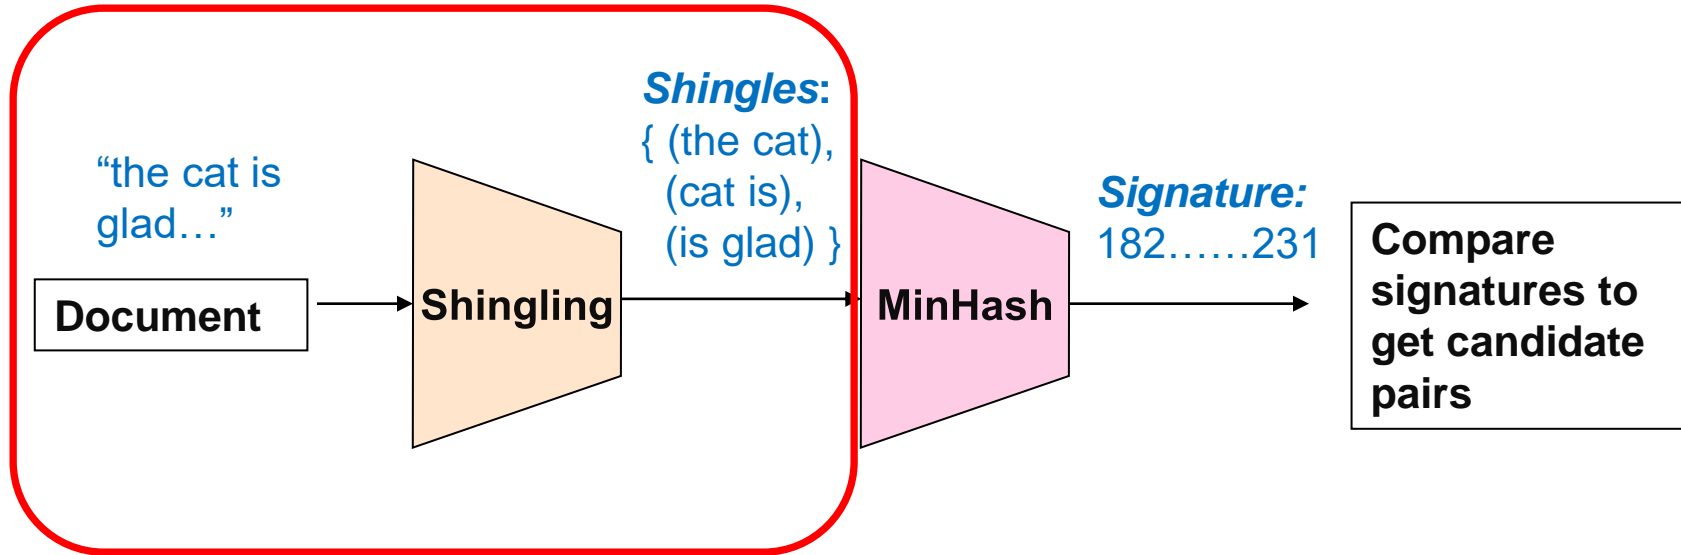 “the cat is
glad…”
Document
Shingling
Shingles:
{ (the cat),
(cat is),
(is glad) }
MinHash
Signature:
182……231
Compare
signatures to
get candidate
pairs